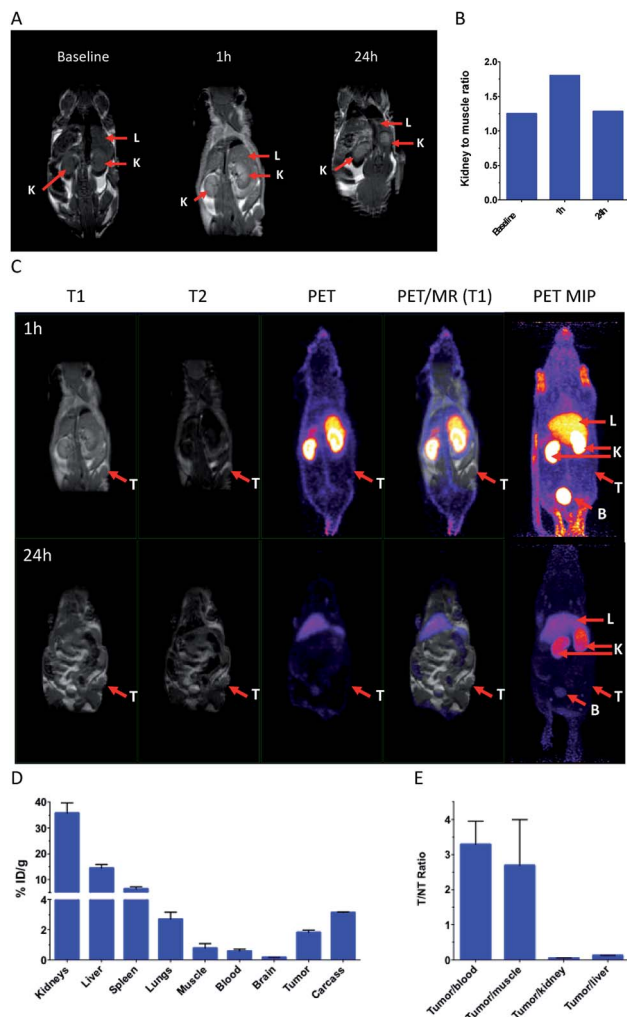 A
Baseline
1h
24h
L
K
K
L
K
K
L
K
K
B
Kidney to muscle ratio
2.0
1.5
1.0
0.5
0.0
Baseline
1h
24h
C
T1
T2
PET
PET/MR (T1)
PET MIP
1h
T
T
T
T
L
K
T
B
24h
T
T
T
T
L
K
T
B
D
% ID/g
40
30
20
10
4
2
0
Kidneys
Liver
Spleen
Lungs
Muscle
Blood
Brain
Tumor
Carcass
E
T/NT Ratio
4
3
2
1
0
Tumor/blood
Tumor/muscle
Tumor/kidney
Tumor/liver